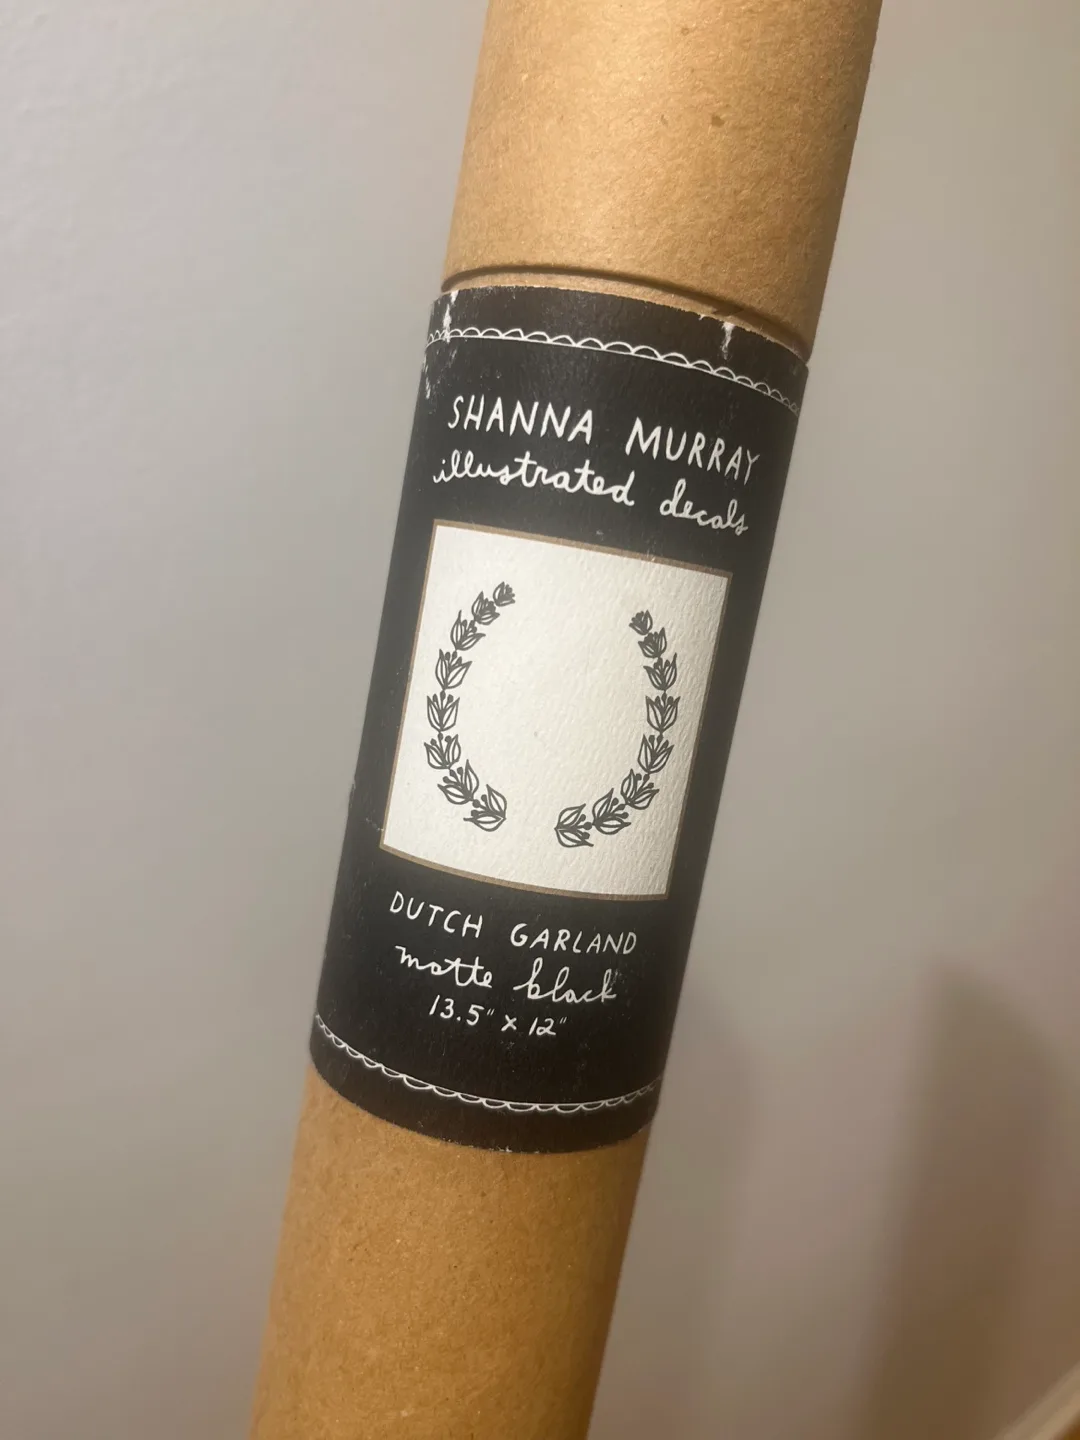 SHANNA MURRAY
illustrated decals
DUTCH GARLAND
matte black
13.5" x 12"